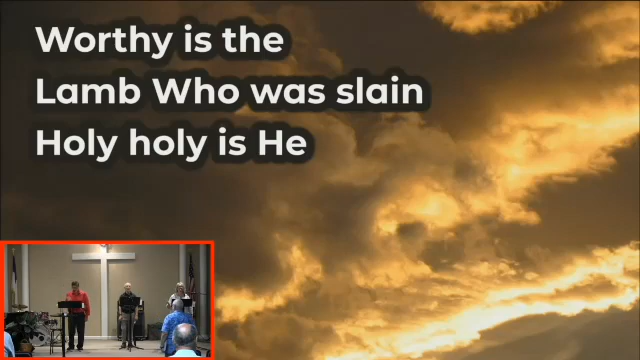 Worthy is the
Lamb Who was slain
Holy holy is He